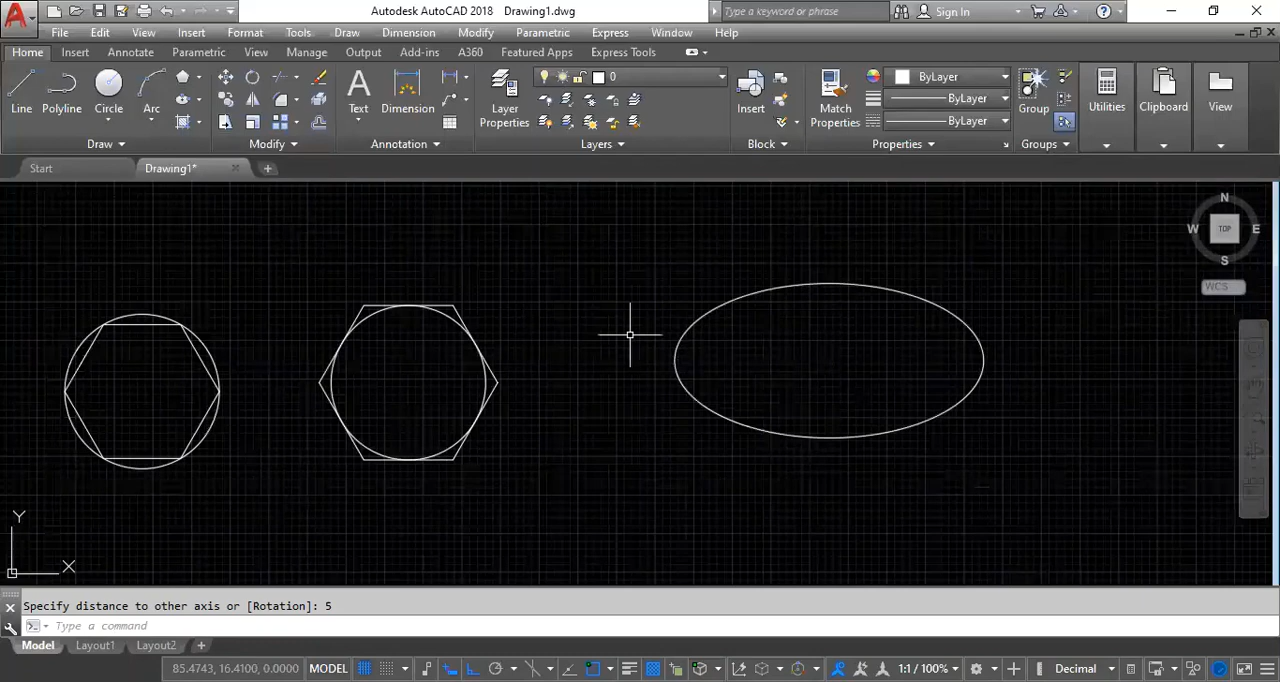 Autodesk AutoCAD 2018 Drawing1.dwg
Type a keyword or phrase
Sign In
File Edit View Insert Format Tools Draw Dimension Modify Parametric Express Window Help
Home Insert Annotate Parametric View Manage Output Add-ins A360 Featured Apps Express Tools
0
ByLayer
ByLayer
ByLayer
Line Polyline Circle Arc
Text Dimension
Layer Properties
Insert
Match Properties
Group
Utilities Clipboard View
Draw Modify Annotation Layers Block Properties Groups
Start Drawing1*
N
W TOP E
S
WCS
Y
X
Specify distance to other axis or [Rotation]: 5
Type a command
Model Layout1 Layout2
85.4743, 16.4100, 0.0000 MODEL 1:1 / 100% Decimal